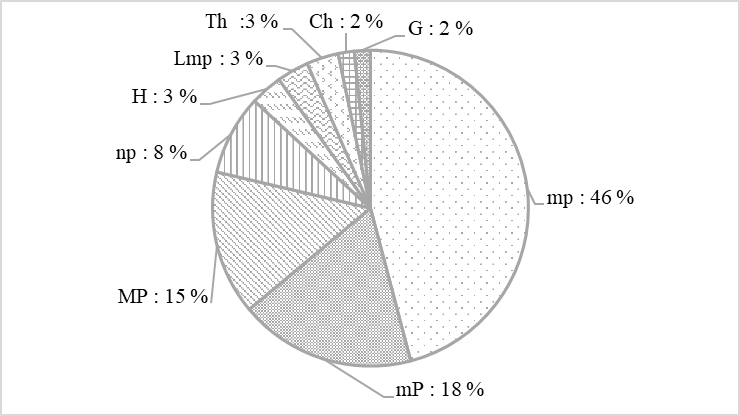 Th :3 %
Ch : 2 %
G : 2 %
Lmp : 3 %
H : 3 %
np : 8 %
mp : 46 %
MP : 15 %
mP : 18 %